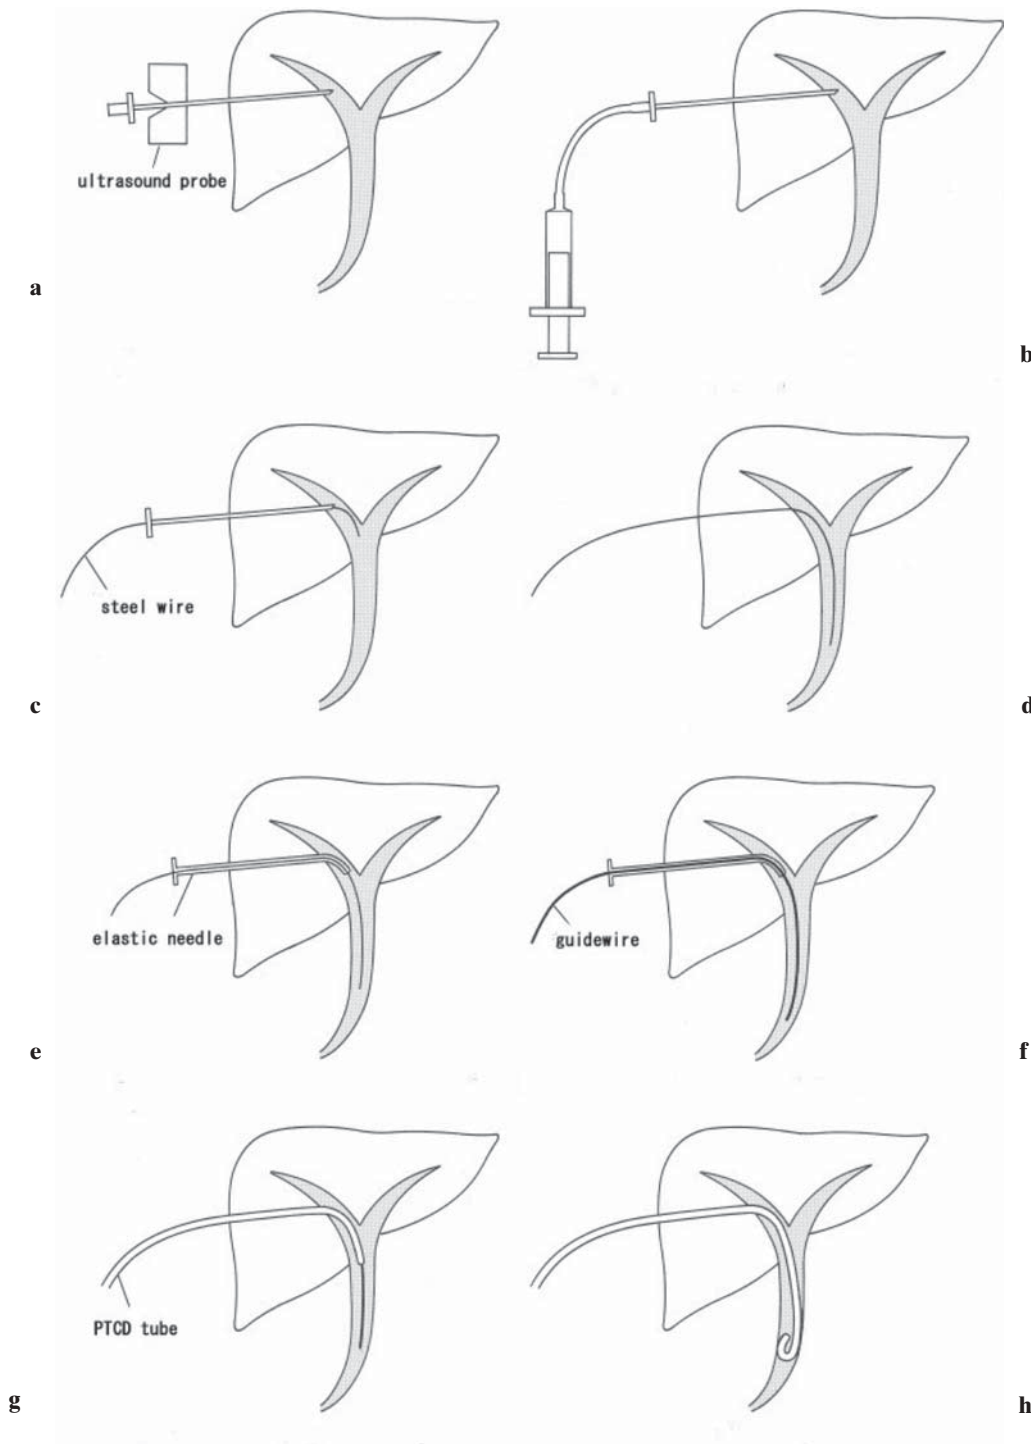 ultrasound probe
a
b
steel wire
c
d
elastic needle
guidewire
e
f
PTCD tube
g
h